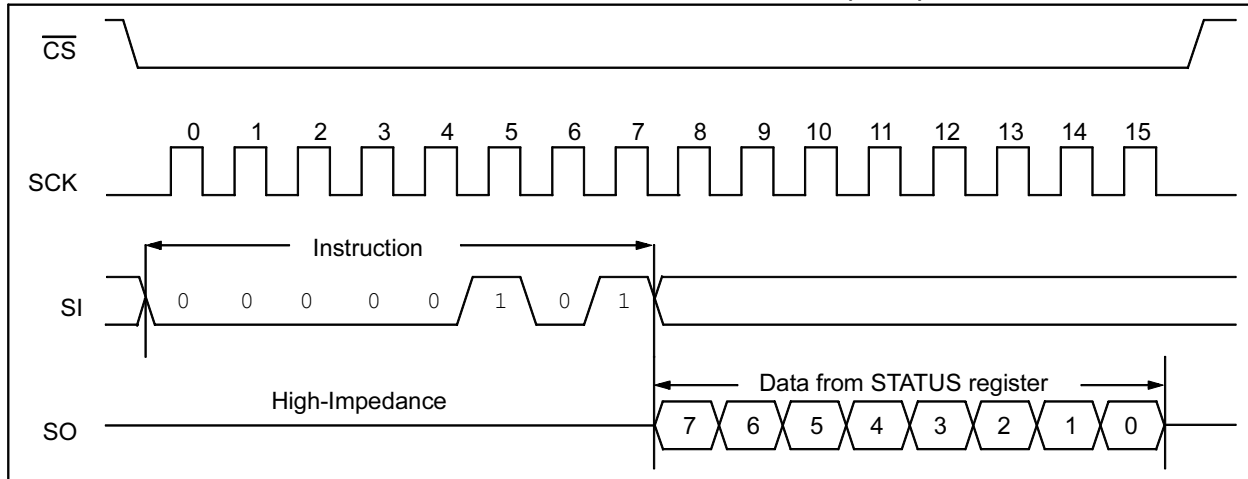 CS
0 1 2 3 4 5 6 7 8 9 10 11 12 13 14 15
SCK
Instruction
SI 0 0 0 0 0 1 0 1
Data from STATUS register
High-Impedance
SO 7 6 5 4 3 2 1 0